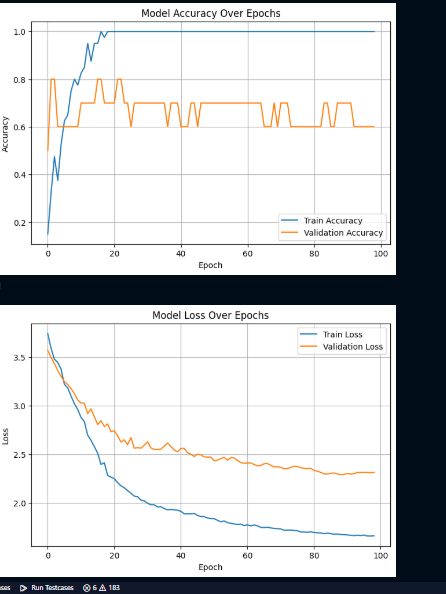 Model Accuracy Over Epochs
1.0
0.8
0.6
0.4
0.2
Accuracy
Train Accuracy
Validation Accuracy
0 20 40 60 80 100
Epoch
Model Loss Over Epochs
Train Loss
Validation Loss
3.5
3.0
2.5
2.0
Loss
0 20 40 60 80 100
Epoch
ses Run Testcases 6 183